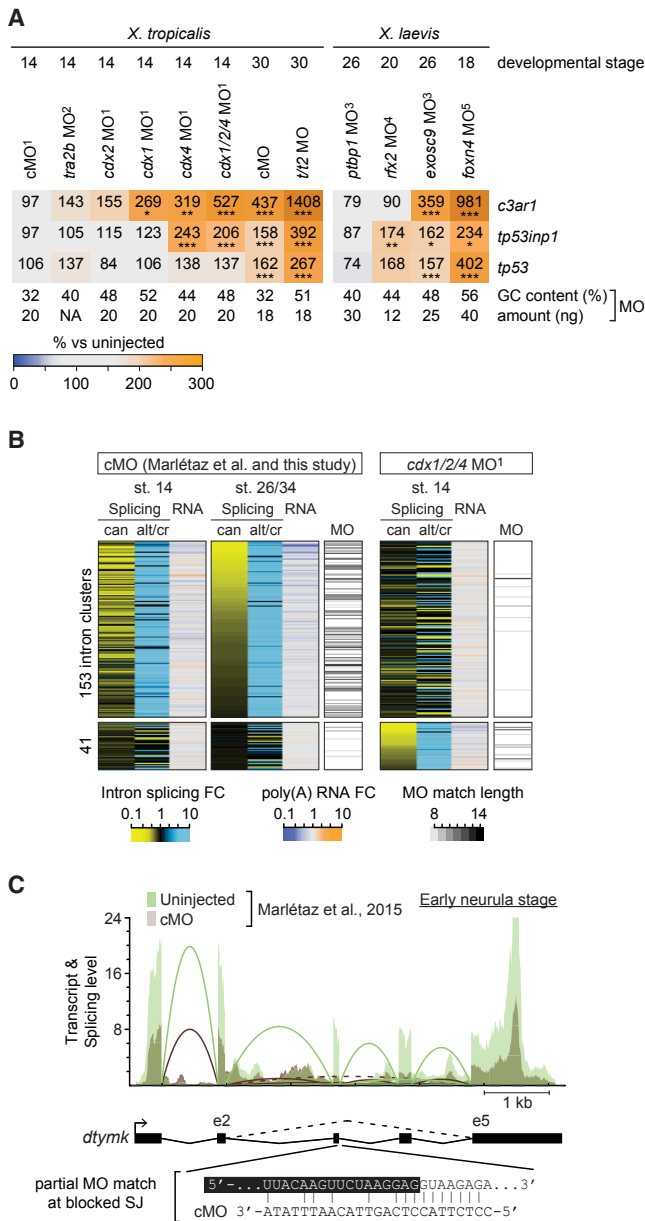 A
X. tropicalis X. laevis
14 14 14 14 14 14 30 30 26 20 26 18 developmental stage
cMO1 tra2b MO2 cdx2 MO1 cdx1 MO1 cdx4 MO1 cdx1/2/4 MO1 cMO t/t2 MO ptbp1 MO3 rfx2 MO4 exosc9 MO3 foxn4 MO5
97 143 155 269 319 527 437 1408 79 90 359 981 c3ar1
* ** *** *** *** *** ***
97 105 115 123 243 206 158 392 87 174 162 234 tp53inp1
*** *** *** *** ** * *
106 137 84 106 138 137 162 267 74 168 157 402 tp53
*** *** *** ***
32 40 48 52 44 48 32 51 40 44 48 56 GC content (%)
20 NA 20 20 20 20 18 18 30 12 25 40 amount (ng)
MO
% vs uninjected
0 100 200 300
B
cMO (Marlétaz et al. and this study) cdx1/2/4 MO1
st. 14 st. 26/34 st. 14
Splicing RNA Splicing RNA Splicing RNA
can alt/cr can alt/cr MO can alt/cr MO
153 intron clusters
41
Intron splicing FC poly(A) RNA FC MO match length
0.1 1 10 0.1 1 10 8 14
C
Uninjected
cMO
Marlétaz et al., 2015
Early neurula stage
Transcript &
Splicing level
24
16
8
1 kb
e2 e5
dtymk
partial MO match
at blocked SJ
5′-...UUACAAGUUCUAAGGAGGUAAGAGA...3′
cMO 3′-ATATTTAACATTGACTCCATTCTCC-5′